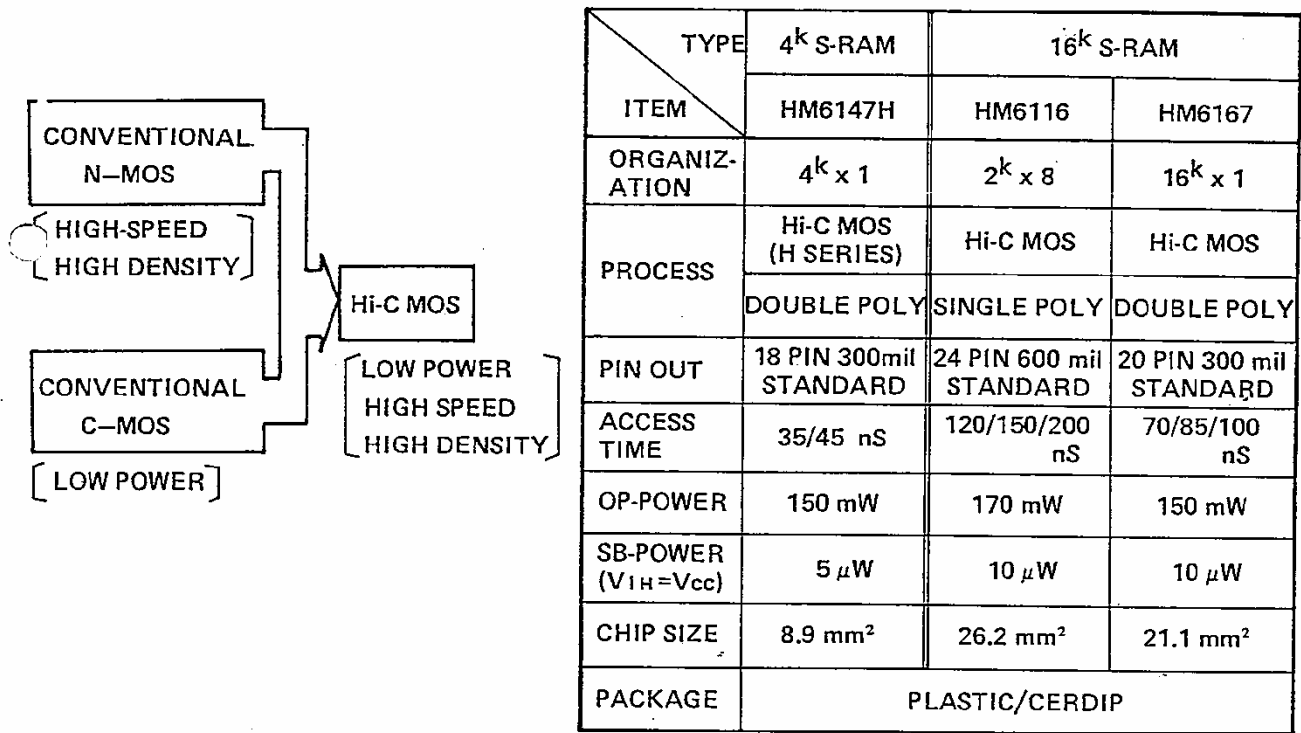 CONVENTIONAL
N–MOS
HIGH-SPEED
HIGH DENSITY
CONVENTIONAL
C–MOS
LOW POWER
Hi-C MOS
LOW POWER
HIGH SPEED
HIGH DENSITY
TYPE 4k S-RAM 16k S-RAM
ITEM HM6147H HM6116 HM6167
ORGANIZ-
ATION 4k x 1 2k x 8 16k x 1
PROCESS
Hi-C MOS
(H SERIES) Hi-C MOS Hi-C MOS
DOUBLE POLY SINGLE POLY DOUBLE POLY
PIN OUT
18 PIN 300mil
STANDARD
24 PIN 600 mil
STANDARD
20 PIN 300 mil
STANDARD
ACCESS
TIME
35/45 nS
120/150/200
nS
70/85/100
nS
OP-POWER 150 mW 170 mW 150 mW
SB-POWER
(VIH=Vcc) 5 μW 10 μW 10 μW
CHIP SIZE 8.9 mm² 26.2 mm² 21.1 mm²
PACKAGE PLASTIC/CERDIP